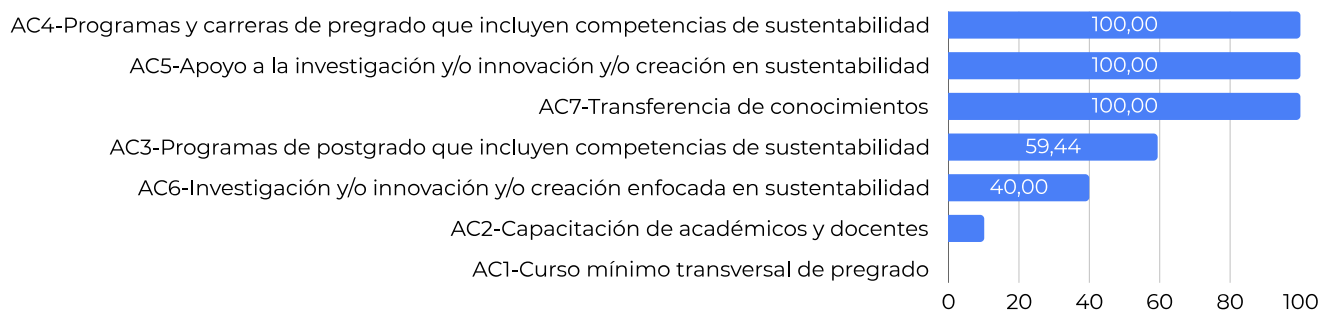 AC4-Programas y carreras de pregrado que incluyen competencias de sustentabilidad 100,00
AC5-Apoyo a la investigación y/o innovación y/o creación en sustentabilidad 100,00
AC7-Transferencia de conocimientos 100,00
AC3-Programas de postgrado que incluyen competencias de sustentabilidad 59,44
AC6-Investigación y/o innovación y/o creación enfocada en sustentabilidad 40,00
AC2-Capacitación de académicos y docentes
AC1-Curso mínimo transversal de pregrado
0 20 40 60 80 100